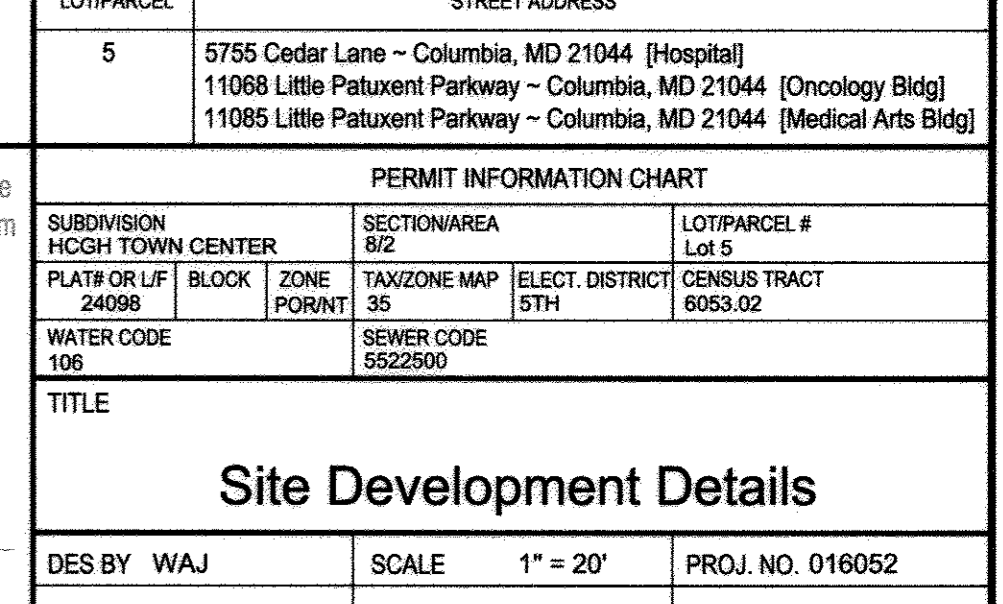 LOT/PARCEL STREET ADDRESS
5 5755 Cedar Lane ~ Columbia, MD 21044 [Hospital]
11068 Little Patuxent Parkway ~ Columbia, MD 21044 [Oncology Bldg]
11085 Little Patuxent Parkway ~ Columbia, MD 21044 [Medical Arts Bldg]
PERMIT INFORMATION CHART
SUBDIVISION SECTION/AREA LOT/PARCEL #
HCGH TOWN CENTER 8/2 Lot 5
PLAT# OR L/F BLOCK ZONE TAX/ZONE MAP ELECT. DISTRICT CENSUS TRACT
24098 POR/NT 35 5TH 6053.02
WATER CODE SEWER CODE
106 5522500
TITLE
Site Development Details
DES BY WAJ SCALE 1" = 20' PROJ. NO. 016052